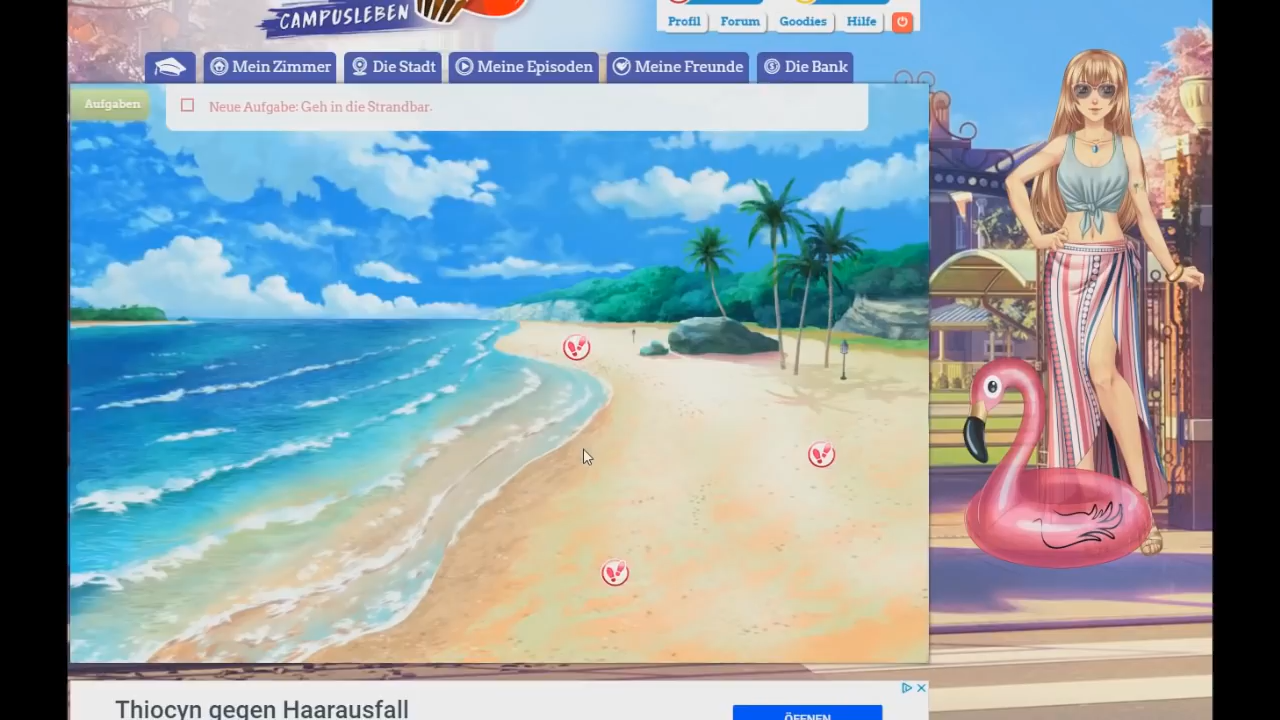 CAMPUSLEBEN
Profil
Forum
Goodies
Hilfe
Mein Zimmer
Die Stadt
Meine Episoden
Meine Freunde
Die Bank
Aufgaben
Neue Aufgabe: Geh in die Strandbar.
Thiocyn gegen Haarausfall
ÖFFNEN